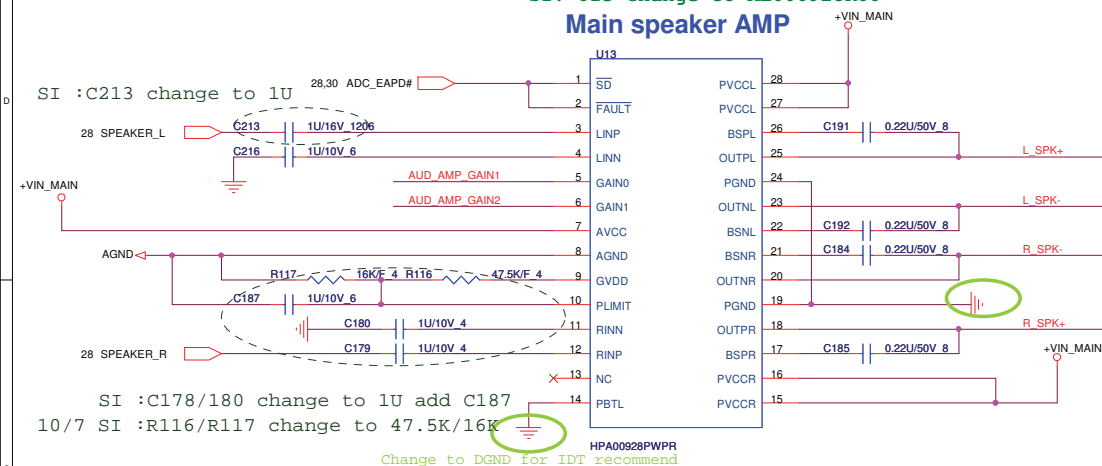 Main speaker AMP
+VIN_MAIN
U13
28,30 ADC_EAPD#
1 SD PVCCL 28
SI :C213 change to 1U
D
2 FAULT PVCCL 27
28 SPEAKER_L C213 1U/16V_1206 3 LINP BSPL 26 C191 0.22U/50V_8
C216 1U/10V_6 4 LINN OUTPL 25 L_SPK+
AUD_AMP_GAIN1 5 GAIN0 PGND 24
+VIN_MAIN
AUD_AMP_GAIN2 6 GAIN1 OUTNL 23 L_SPK-
7 AVCC BSNL 22 C192 0.22U/50V_8
AGND 8 AGND BSNR 21 C184 0.22U/50V_8 R_SPK-
R117 16K/F_4 R116 47.5K/F_4 9 GVDD OUTNR 20
C187 1U/10V_6 10 PLIMIT PGND 19
C180 1U/10V_4 11 RINN OUTPR 18 R_SPK+
28 SPEAKER_R C179 1U/10V_4 12 RINP BSPR 17 C185 0.22U/50V_8 +VIN_MAIN
13 NC PVCCR 16
SI :C178/180 change to 1U add C187
14 PBTL PVCCR 15
10/7 SI :R116/R117 change to 47.5K/16K
HPA00928PWPR
Change to DGND for IDT recommend